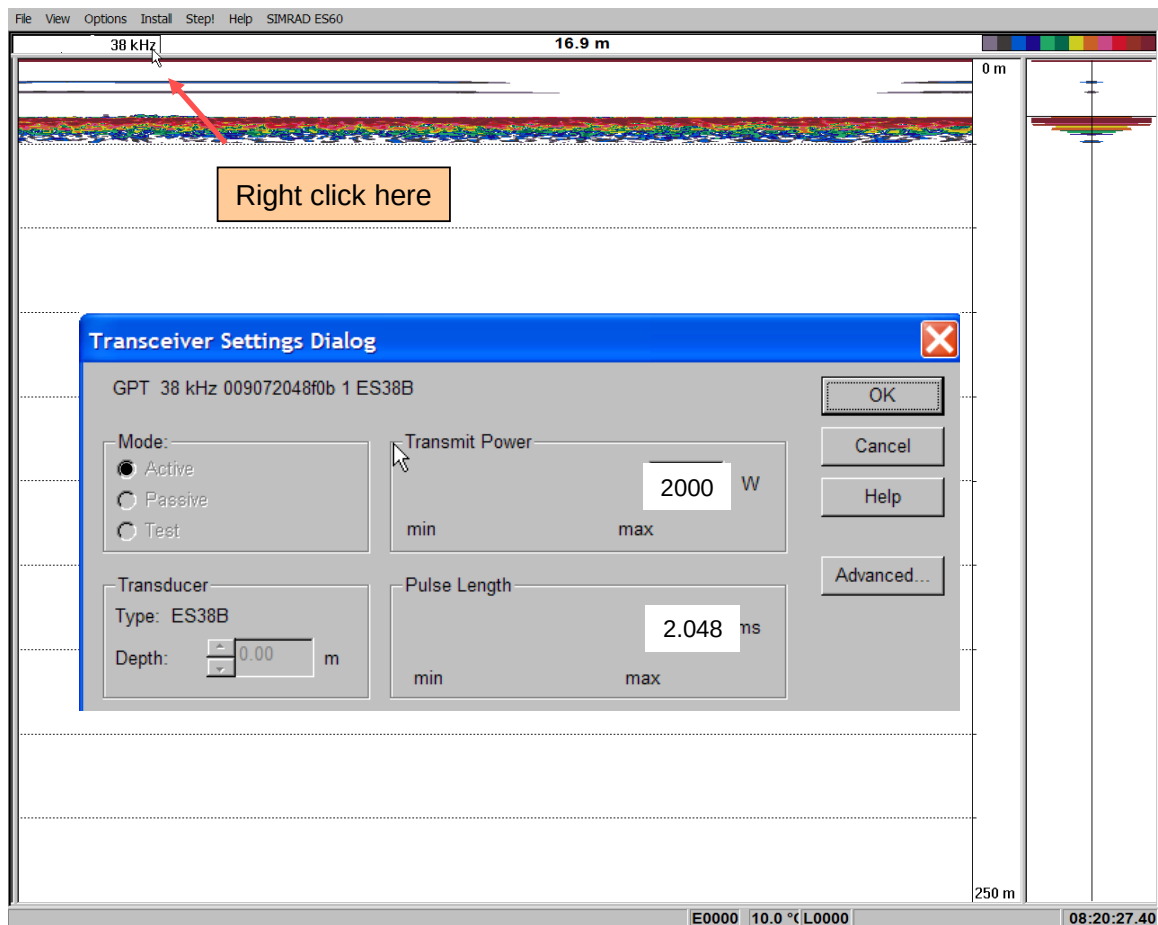 File View Options Install Step! Help SIMRAD ES60
38 kHz 16.9 m
0 m
Right click here
Transceiver Settings Dialog
GPT 38 kHz 009072048f0b 1 ES38B
OK
Mode: Transmit Power
Cancel
Active
2000 W
Passive
Help
Test
min max
Transducer Pulse Length
Advanced...
Type: ES38B
2.048 ms
Depth: 0.00 m
min max
250 m
E0000 10.0 °( L0000 08:20:27.40